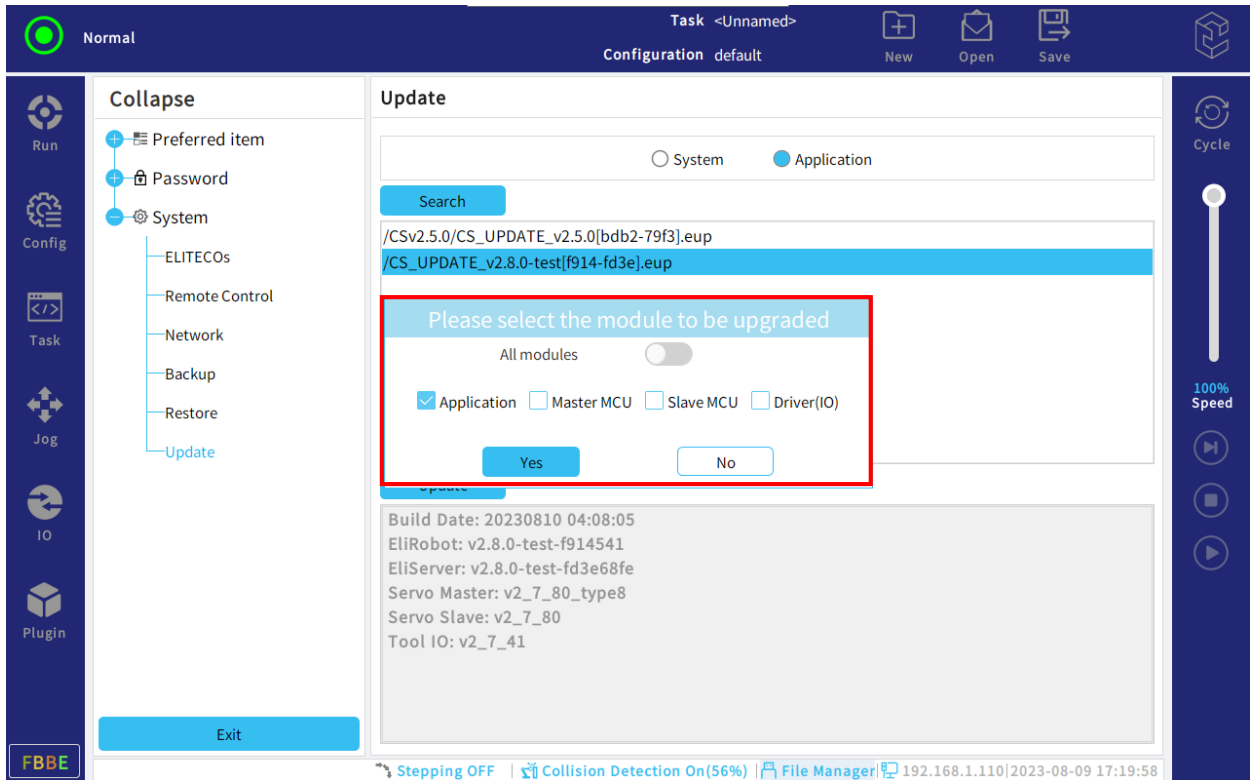 Normal
Task <Unnamed>
Configuration default
New
Open
Save
Run
Config
Task
Jog
IO
Plugin
FBBE
Collapse
Preferred item
Password
System
ELITECOs
Remote Control
Network
Backup
Restore
Update
Exit
Update
System Application
Search
/CSv2.5.0/CS_UPDATE_v2.5.0[bdb2-79f3].eup
/CS_UPDATE_v2.8.0-test[f914-fd3e].eup
Please select the module to be upgraded
All modules
Application Master MCU Slave MCU Driver(IO)
Yes No
Update
Build Date: 20230810 04:08:05
EliRobot: v2.8.0-test-f914541
EliServer: v2.8.0-test-fd3e68fe
Servo Master: v2_7_80_type8
Servo Slave: v2_7_80
Tool IO: v2_7_41
Cycle
100%
Speed
Stepping OFF | Collision Detection On(56%) | File Manager | 192.168.1.110|2023-08-09 17:19:58